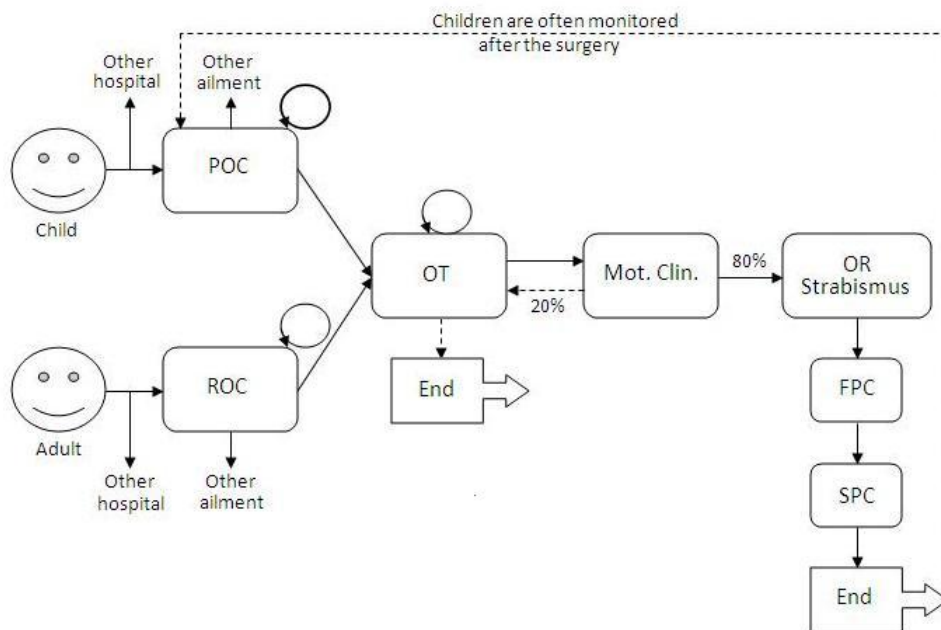 Children are often monitored
after the surgery
Other
hospital
Other
ailment
POC
Child
OT
Mot. Clin.
80%
OR
Strabismus
20%
ROC
End
FPC
Adult
Other
hospital
Other
ailment
SPC
End